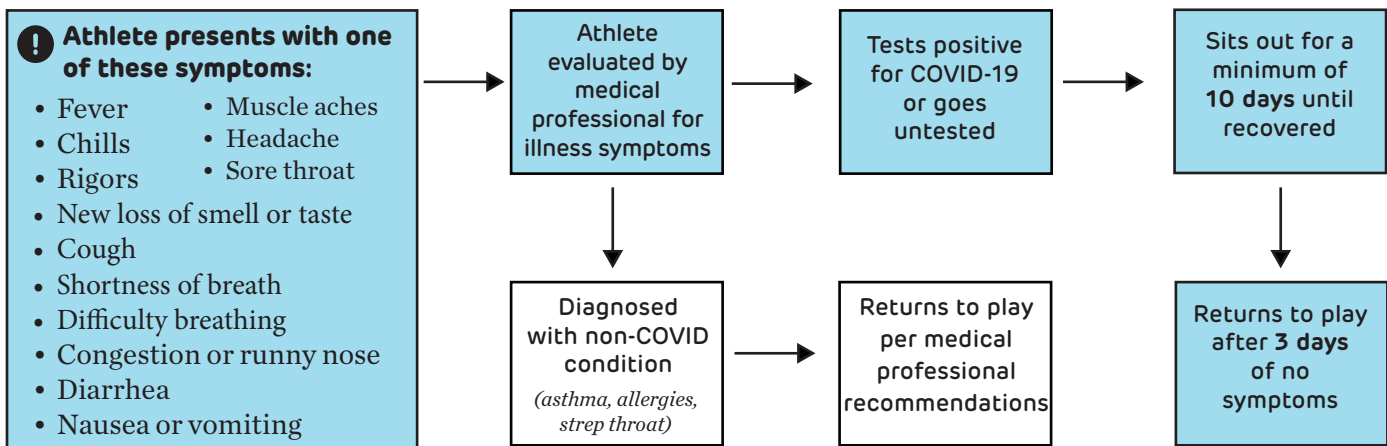 ! Athlete presents with one
of these symptoms:
• Fever
• Chills
• Rigors
• Muscle aches
• Headache
• Sore throat
• New loss of smell or taste
• Cough
• Shortness of breath
• Difficulty breathing
• Congestion or runny nose
• Diarrhea
• Nausea or vomiting
Athlete
evaluated by
medical
professional for
illness symptoms
Tests positive
for COVID-19
or goes
untested
Sits out for a
minimum of
10 days until
recovered
Diagnosed
with non-COVID
condition
(asthma, allergies,
strep throat)
Returns to play
per medical
professional
recommendations
Returns to play
after 3 days
of no
symptoms